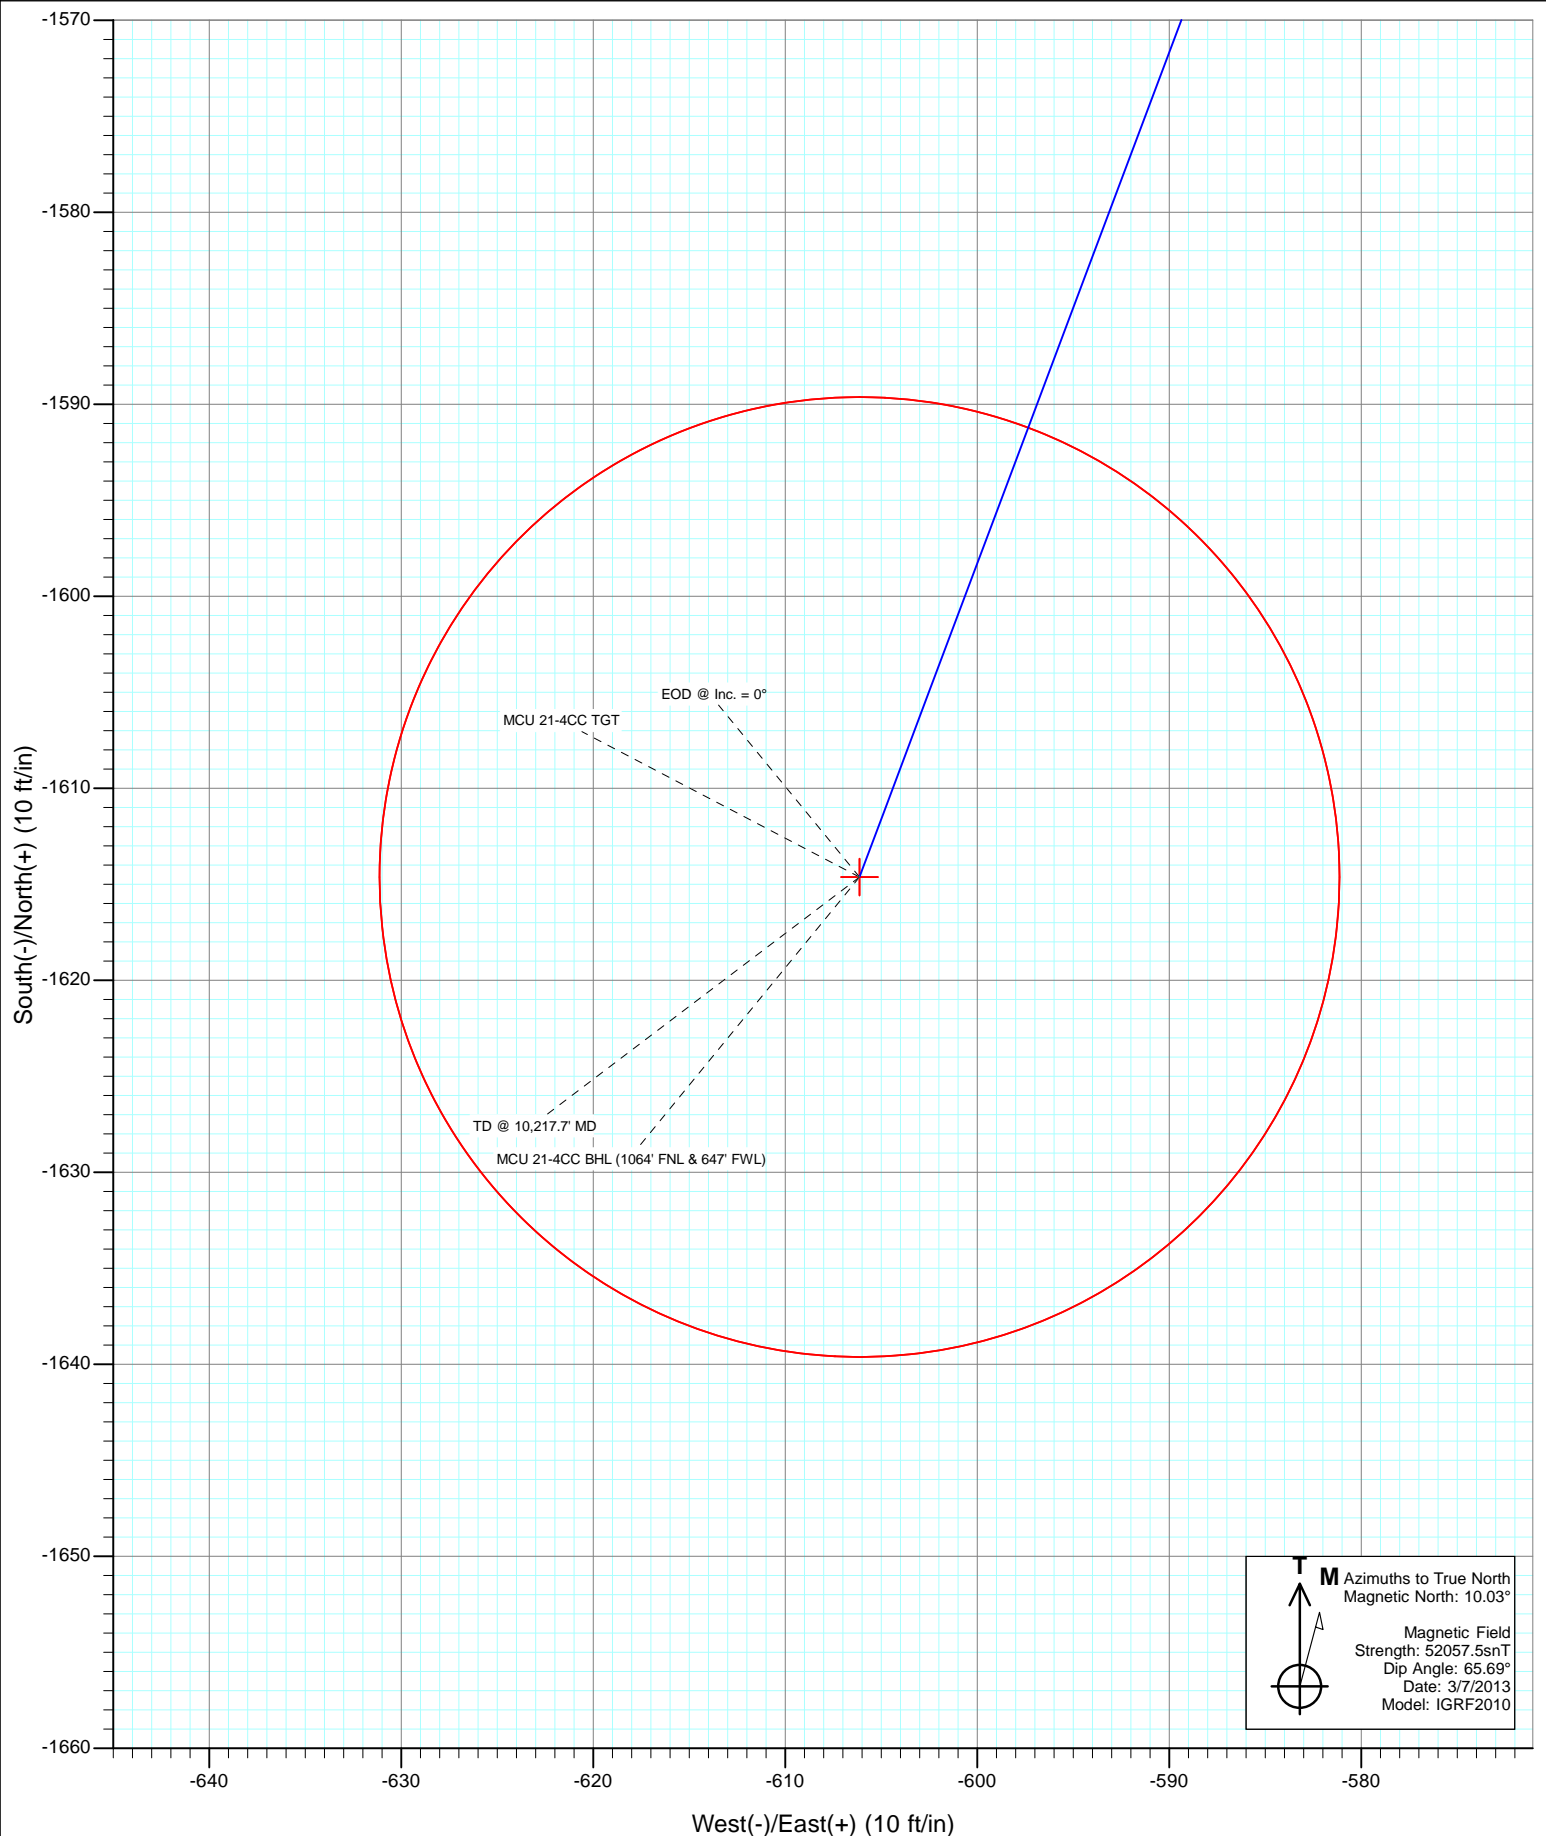 -1570
-1580
-1590
-1600
-1610
-1620
-1630
-1640
-1650
-1660
South(-)/North(+) (10 ft/in)
EOD @ Inc. = 0°
MCU 21-4CC TGT
TD @ 10,217.7' MD
MCU 21-4CC BHL (1064' FNL & 647' FWL)
T
M
Azimuths to True North
Magnetic North: 10.03°
Magnetic Field
Strength: 52057.5snT
Dip Angle: 65.69°
Date: 3/7/2013
Model: IGRF2010
-640
-630
-620
-610
-600
-590
-580
West(-)/East(+) (10 ft/in)